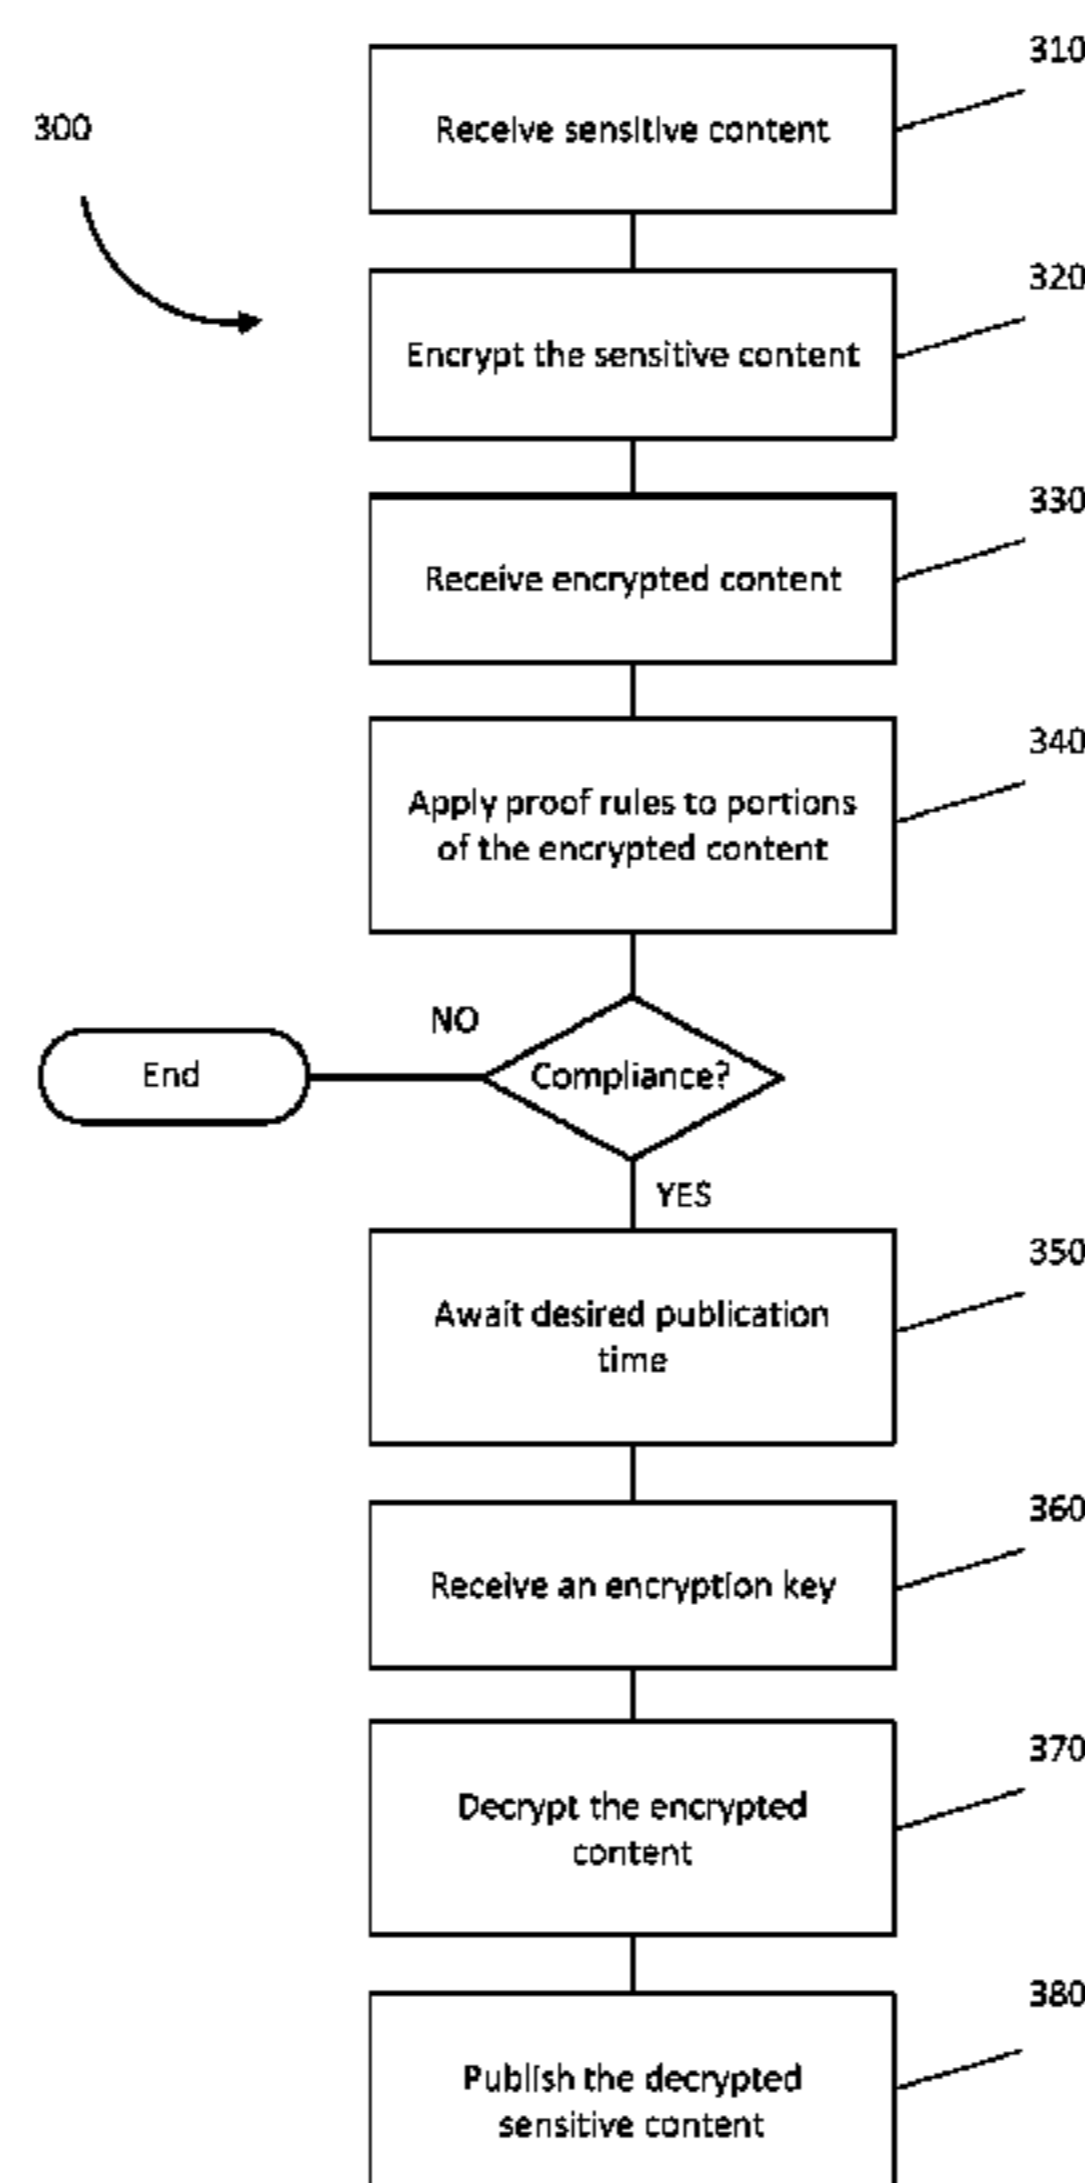 310
300
Receive sensitive content
320
Encrypt the sensitive content
330
Receive encrypted content
340
Apply proof rules to portions
of the encrypted content
NO
End
Compliance?
YES
350
Await desired publication
time
360
Receive an encryption key
370
Decrypt the encrypted
content
380
Publish the decrypted
sensitive content